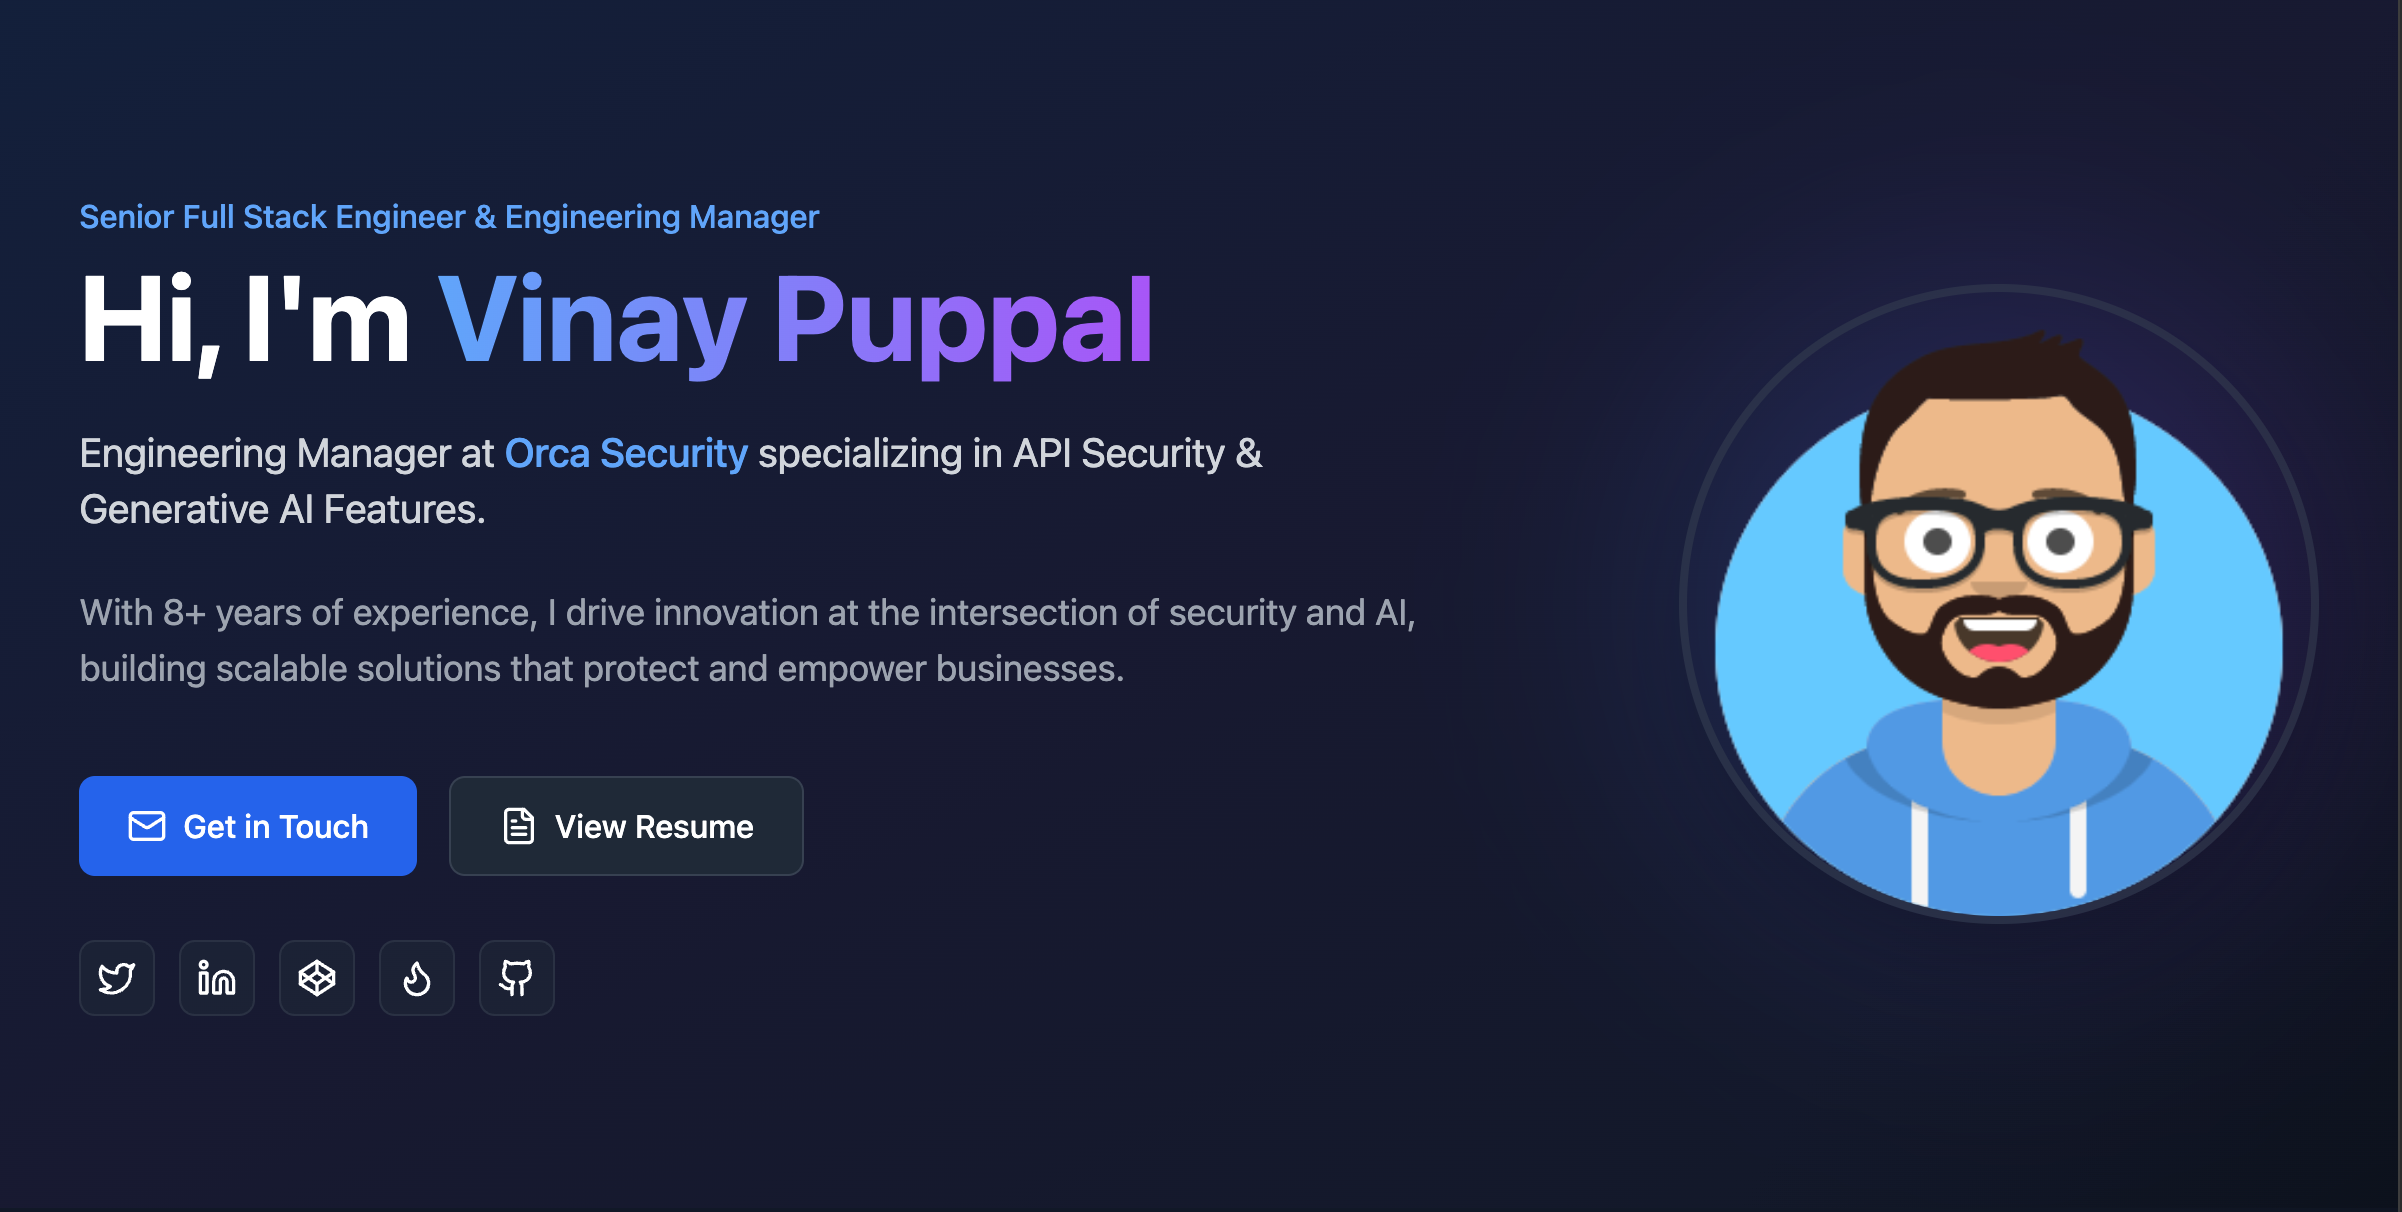 Senior Full Stack Engineer & Engineering Manager
Hi, I'm Vinay Puppal
Engineering Manager at Orca Security specializing in API Security &
Generative AI Features.
With 8+ years of experience, I drive innovation at the intersection of security and AI,
building scalable solutions that protect and empower businesses.
Get in Touch
View Resume